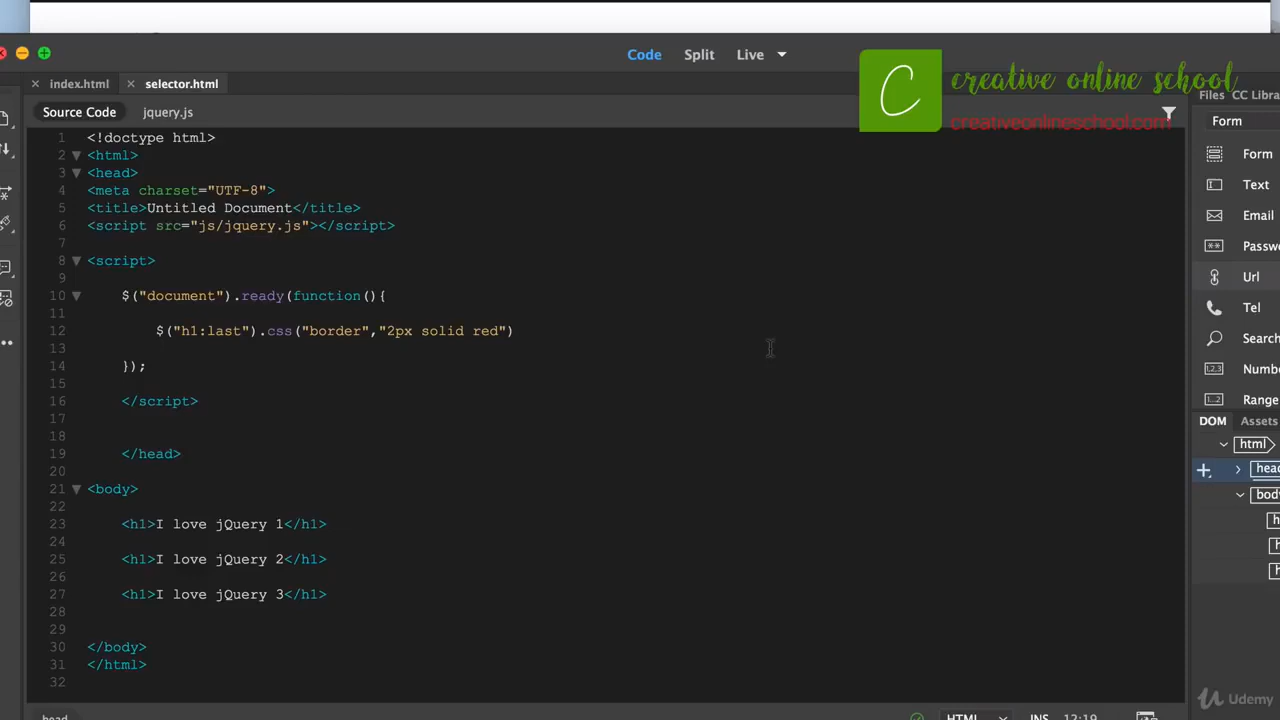 Code Split Live
creative online school
creativeonlineschool.com
index.html selector.html
Files CC Libra
Source Code jquery.js
Form
1 <!doctype html>
2 <html>
3 <head>
4 <meta charset="UTF-8">
5 <title>Untitled Document</title>
6 <script src="js/jquery.js"></script>
7
8 <script>
9
10 $("document").ready(function(){
11
12 $("h1:last").css("border","2px solid red")
13
14 });
15
16 </script>
17
18
19 </head>
20
21 <body>
22
23 <h1>I love jQuery 1</h1>
24
25 <h1>I love jQuery 2</h1>
26
27 <h1>I love jQuery 3</h1>
28
29
30 </body>
31 </html>
32
Form
Text
Email
Passw
Url
Tel
Search
Numbe
Range
DOM Assets
html
head
body
h
h
h
head
HTML INS 12:19
Udemy